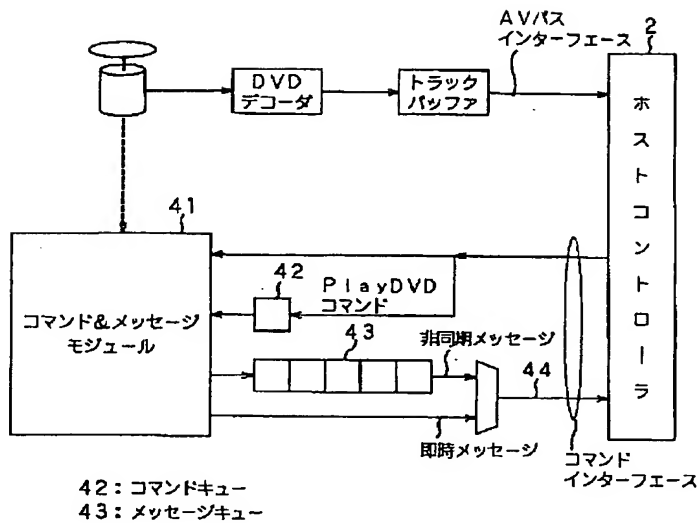 AVパス
インターフェース
2
DVD
デコーダ
トラック
バッファ
ホストコントローラ
41
42
PlayDVD
コマンド
コマンド&メッセージ
モジュール
43
非同期メッセージ
44
即時メッセージ
コマンド
インターフェース
42:コマンドキュー
43:メッセージキュー